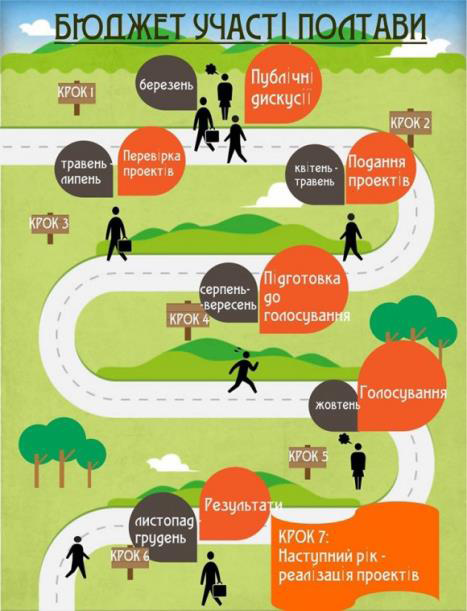 БЮДЖЕТ УЧАСТІ ПОЛТАВИ
КРОК 1
березень
Публічні
дискусії
КРОК 2
квітень-
травень
Подання
проектів
травень-
липень
Перевірка
проектів
КРОК 3
серпень-
-вересень
Підготовка
до
голосування
КРОК 4
жовтень
Голосування
КРОК 5
листопад-
грудень
Результати
КРОК 6
КРОК 7:
Наступний рік -
реалізація проектів